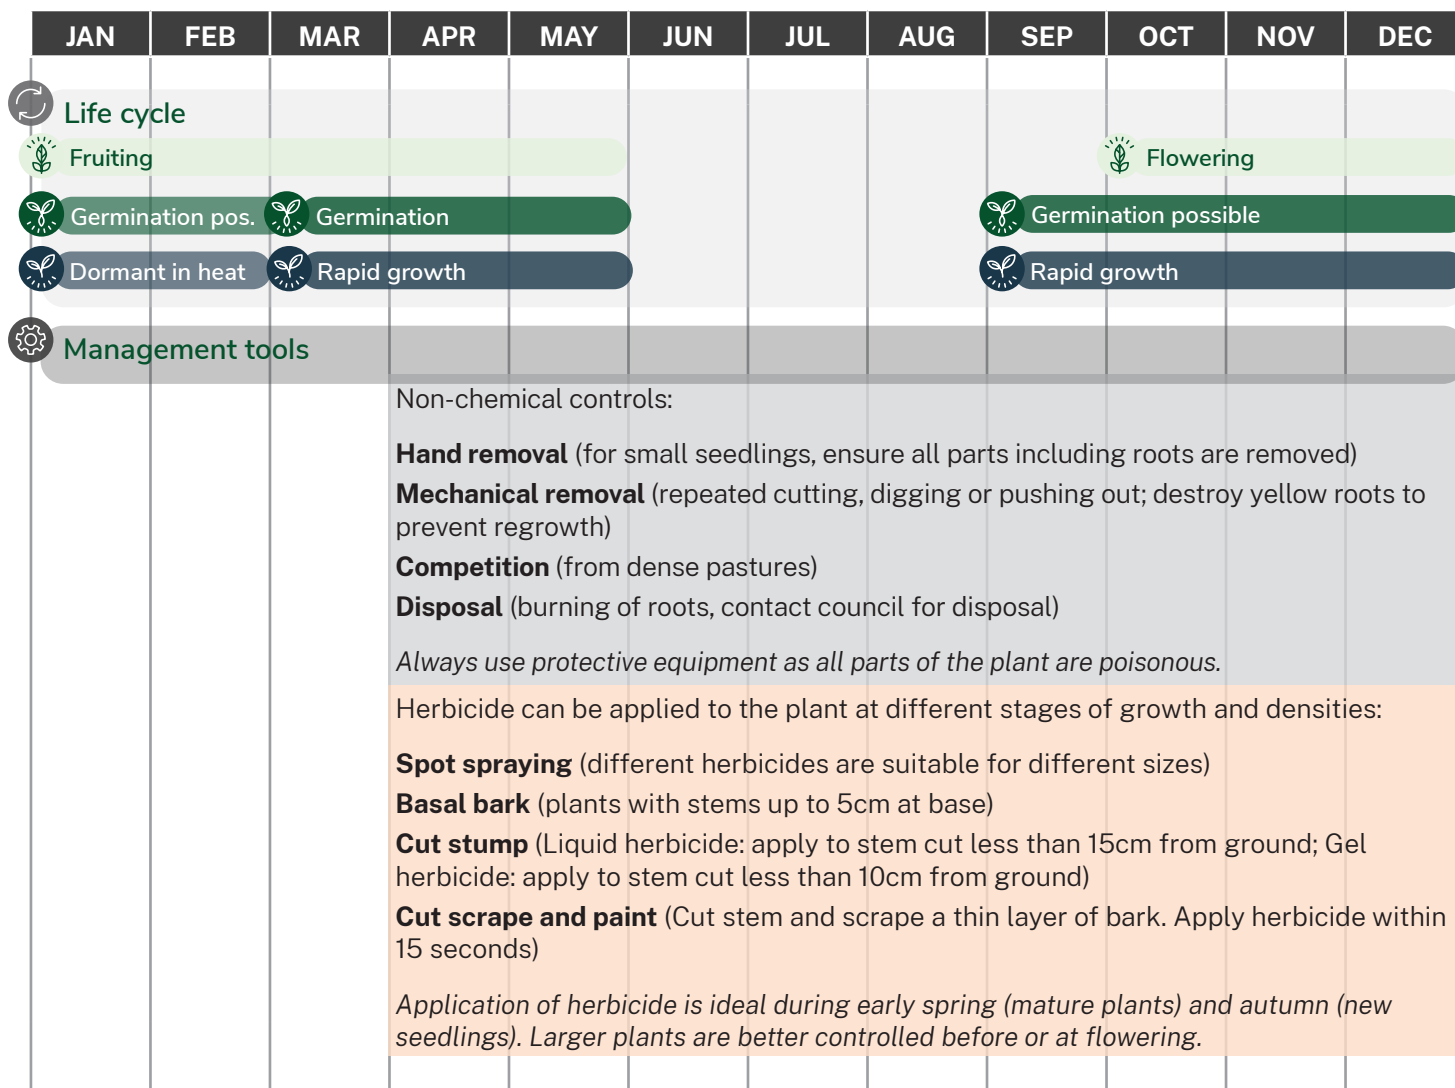 JAN FEB MAR APR MAY JUN JUL AUG SEP OCT NOV DEC
Life cycle
Fruiting Flowering
Germination pos. Germination Germination possible
Dormant in heat Rapid growth Rapid growth
Management tools
Non-chemical controls:
Hand removal (for small seedlings, ensure all parts including roots are removed)
Mechanical removal (repeated cutting, digging or pushing out; destroy yellow roots to
prevent regrowth)
Competition (from dense pastures)
Disposal (burning of roots, contact council for disposal)
Always use protective equipment as all parts of the plant are poisonous.
Herbicide can be applied to the plant at different stages of growth and densities:
Spot spraying (different herbicides are suitable for different sizes)
Basal bark (plants with stems up to 5cm at base)
Cut stump (Liquid herbicide: apply to stem cut less than 15cm from ground; Gel
herbicide: apply to stem cut less than 10cm from ground)
Cut scrape and paint (Cut stem and scrape a thin layer of bark. Apply herbicide within
15 seconds)
Application of herbicide is ideal during early spring (mature plants) and autumn (new
seedlings). Larger plants are better controlled before or at flowering.